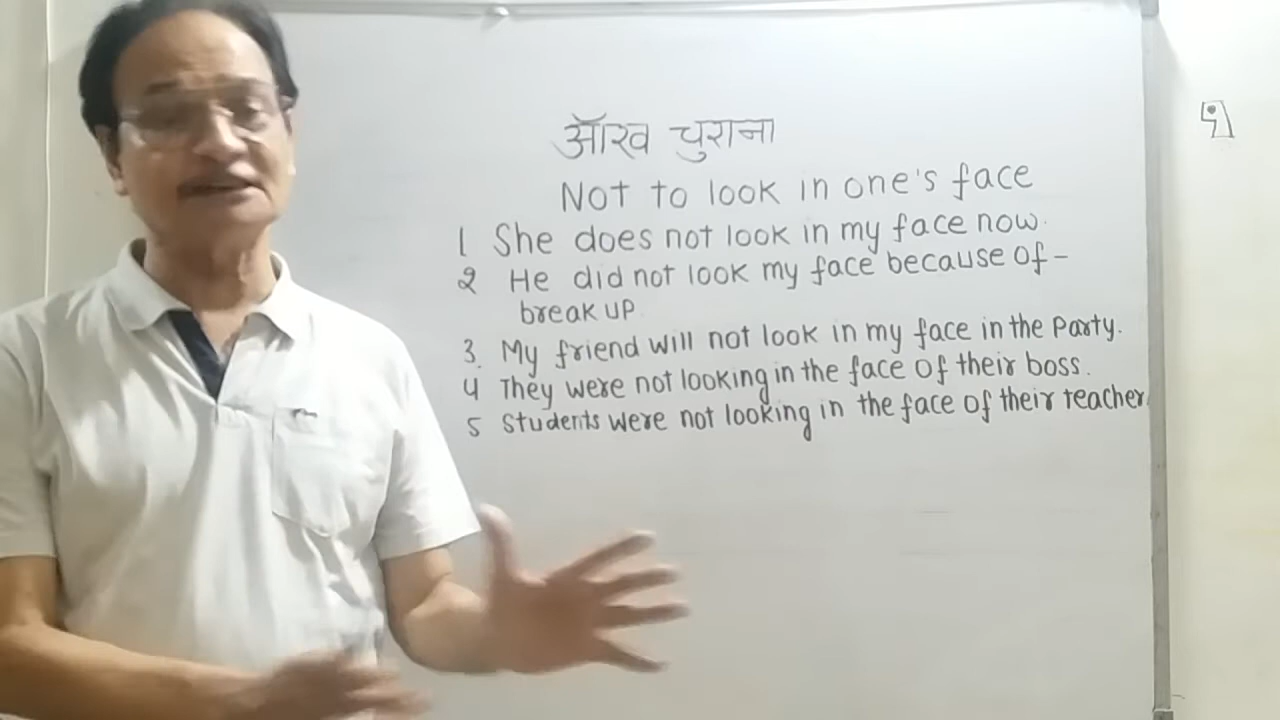 ऑख चुराना
Not to look in one's face
1 She does not look in my face now.
2 He did not look my face because of -
break up.
3. My friend will not look in my face in the Party.
4 They were not looking in the face of their boss.
5 Students were not looking in the face of their teacher.